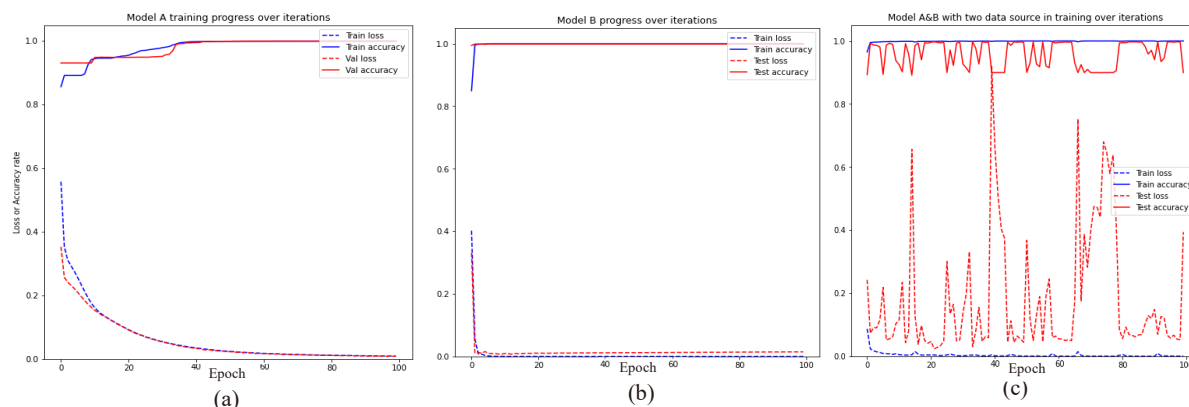 Model A training progress over iterations
Loss or Accuracy rate
1.0
0.8
0.6
0.4
0.2
0.0
Train loss
Train accuracy
Val loss
Val accuracy
0 20 40 60 80 100
Epoch
(a)
Model B progress over iterations
1.0
0.8
0.6
0.4
0.2
0.0
Train loss
Train accuracy
Test loss
Test accuracy
0 20 40 60 80 100
Epoch
(b)
Model A&B with two data source in training over iterations
1.0
0.8
0.6
0.4
0.2
0.0
Train loss
Train accuracy
Test loss
Test accuracy
0 20 40 60 80 100
Epoch
(c)